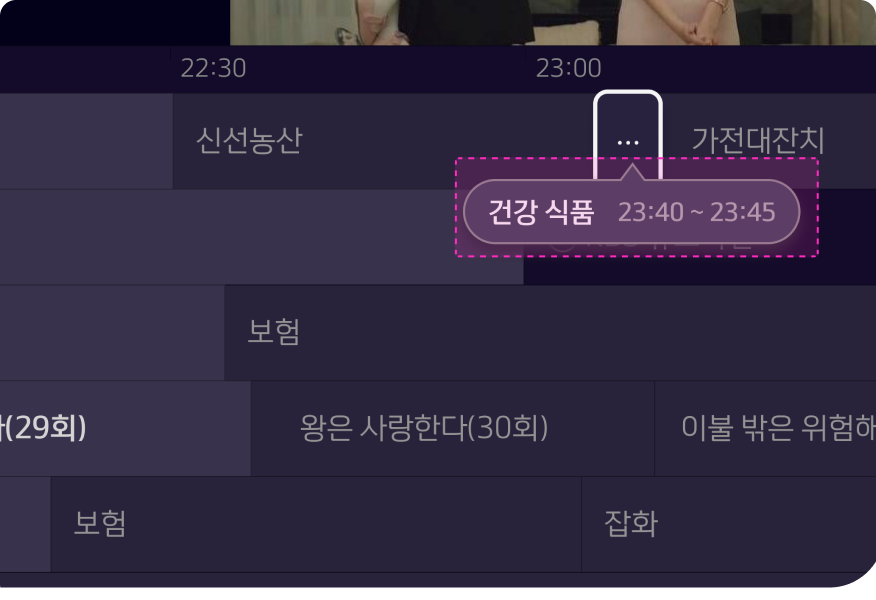 22:30 23:00
신선농산 ... 가전대잔치
건강 식품 23:40 ~ 23:45
보험
(29회) 왕은 사랑한다(30회) 이불 밖은 위험해
보험 잡화